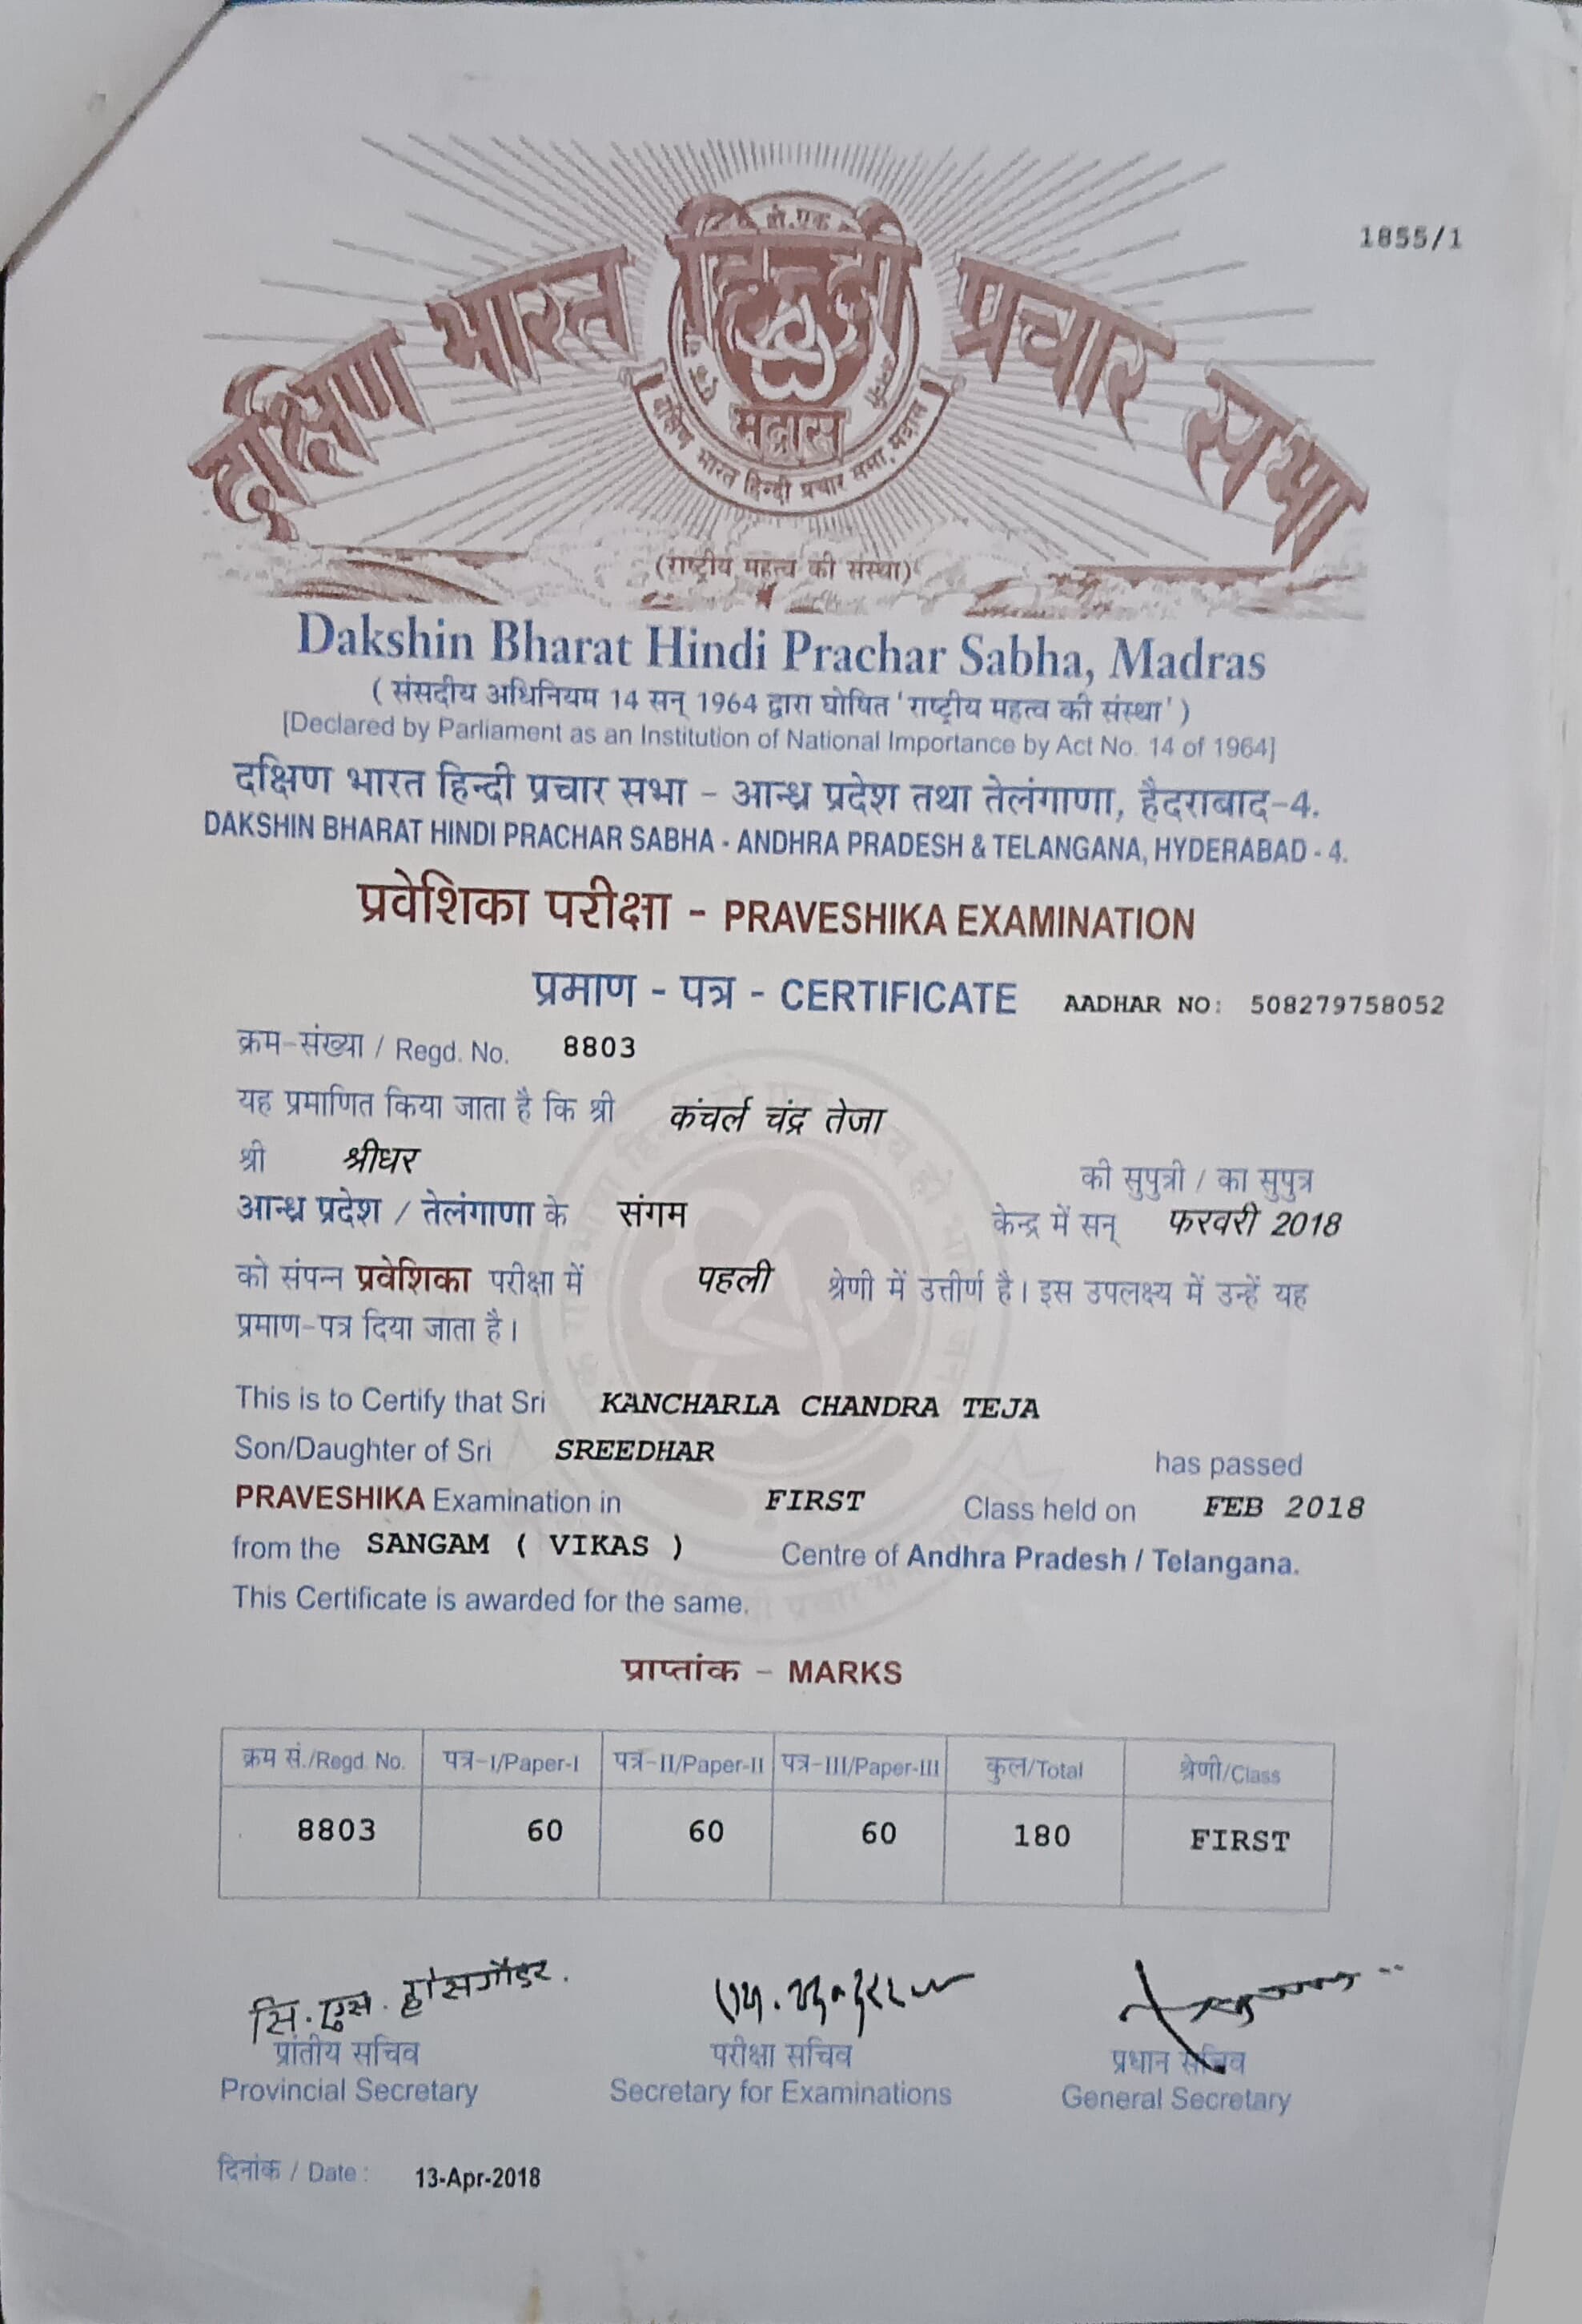 1855/1
दक्षिण भारत हिन्दी प्रचार सभा
मद्रास
दक्षिण भारत हिन्दी प्रचार सभा, मद्रास
(राष्ट्रीय महत्व की संस्था)
Dakshin Bharat Hindi Prachar Sabha, Madras
( संसदीय अधिनियम 14 सन् 1964 द्वारा घोषित 'राष्ट्रीय महत्व की संस्था' )
[Declared by Parliament as an Institution of National Importance by Act No. 14 of 1964]
दक्षिण भारत हिन्दी प्रचार सभा - आन्ध्र प्रदेश तथा तेलंगाणा, हैदराबाद-4.
DAKSHIN BHARAT HINDI PRACHAR SABHA - ANDHRA PRADESH & TELANGANA, HYDERABAD - 4.
प्रवेशिका परीक्षा - PRAVESHIKA EXAMINATION
प्रमाण - पत्र - CERTIFICATE AADHAR NO: 508279758052
क्रम-संख्या / Regd. No. 8803
यह प्रमाणित किया जाता है कि श्री कंचर्ल चंद्र तेजा
श्री श्रीधर की सुपुत्री / का सुपुत्र
आन्ध्र प्रदेश / तेलंगाणा के संगम केन्द्र में सन् फरवरी 2018
को संपन्न प्रवेशिका परीक्षा में पहली श्रेणी में उत्तीर्ण है। इस उपलक्ष्य में उन्हें यह
प्रमाण-पत्र दिया जाता है।
This is to Certify that Sri KANCHARLA CHANDRA TEJA
Son/Daughter of Sri SREEDHAR has passed
PRAVESHIKA Examination in FIRST Class held on FEB 2018
from the SANGAM ( VIKAS ) Centre of Andhra Pradesh / Telangana.
This Certificate is awarded for the same.
प्राप्तांक - MARKS
क्रम सं./Regd. No. पत्र-I/Paper-I पत्र-II/Paper-II पत्र-III/Paper-III कुल/Total श्रेणी/Class
8803 60 60 60 180 FIRST
सि. एस.
प्रांतीय सचिव परीक्षा सचिव प्रधान सचिव
Provincial Secretary Secretary for Examinations General Secretary
दिनांक / Date : 13-Apr-2018